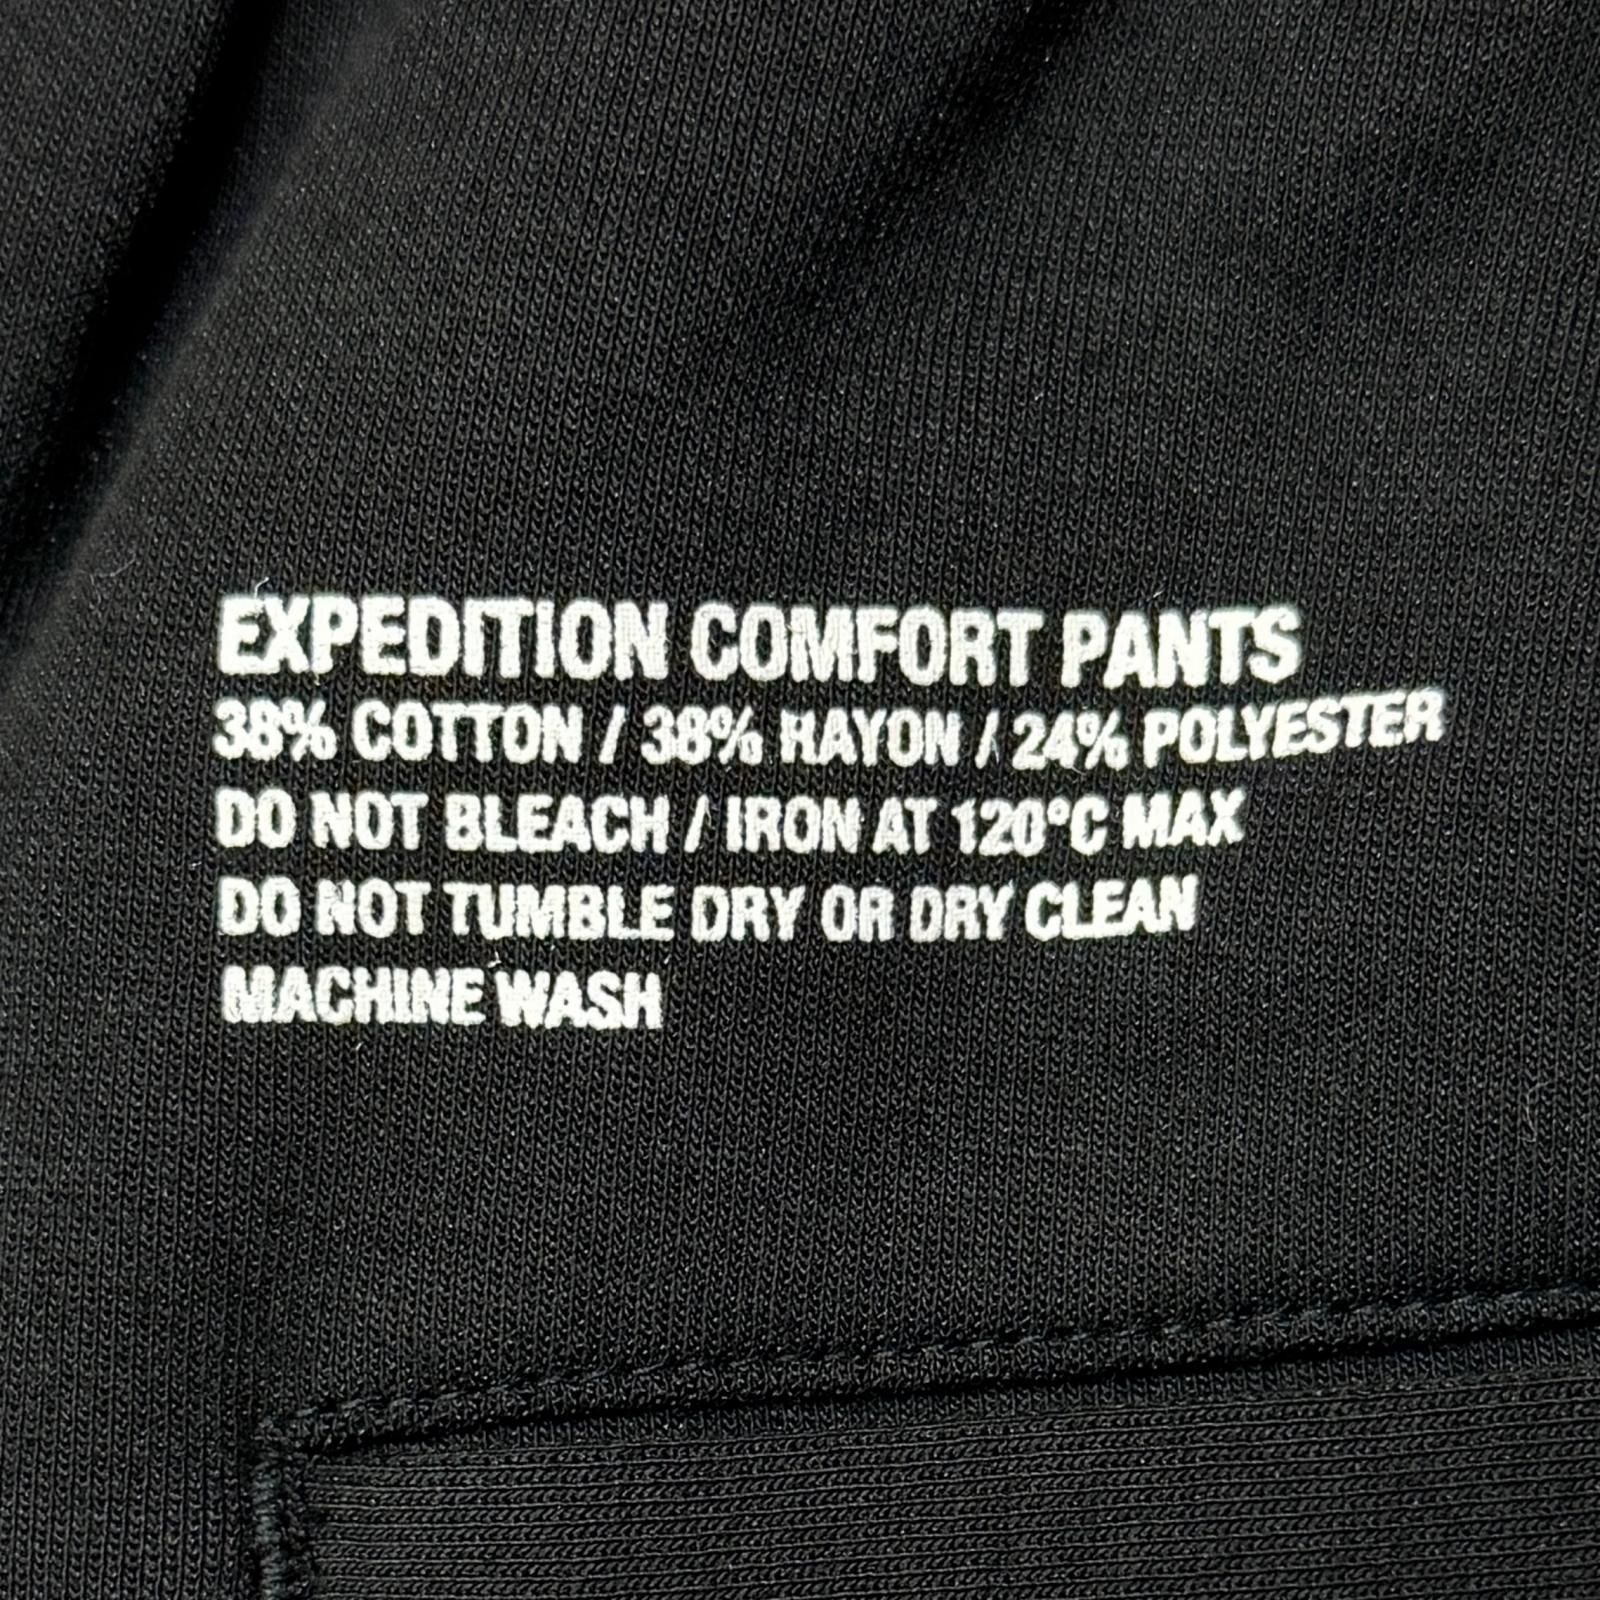 EXPEDITION COMFORT PANTS
38% COTTON / 38% RAYON / 24% POLYESTER
DO NOT BLEACH / IRON AT 120°C MAX
DO NOT TUMBLE DRY OR DRY CLEAN
MACHINE WASH